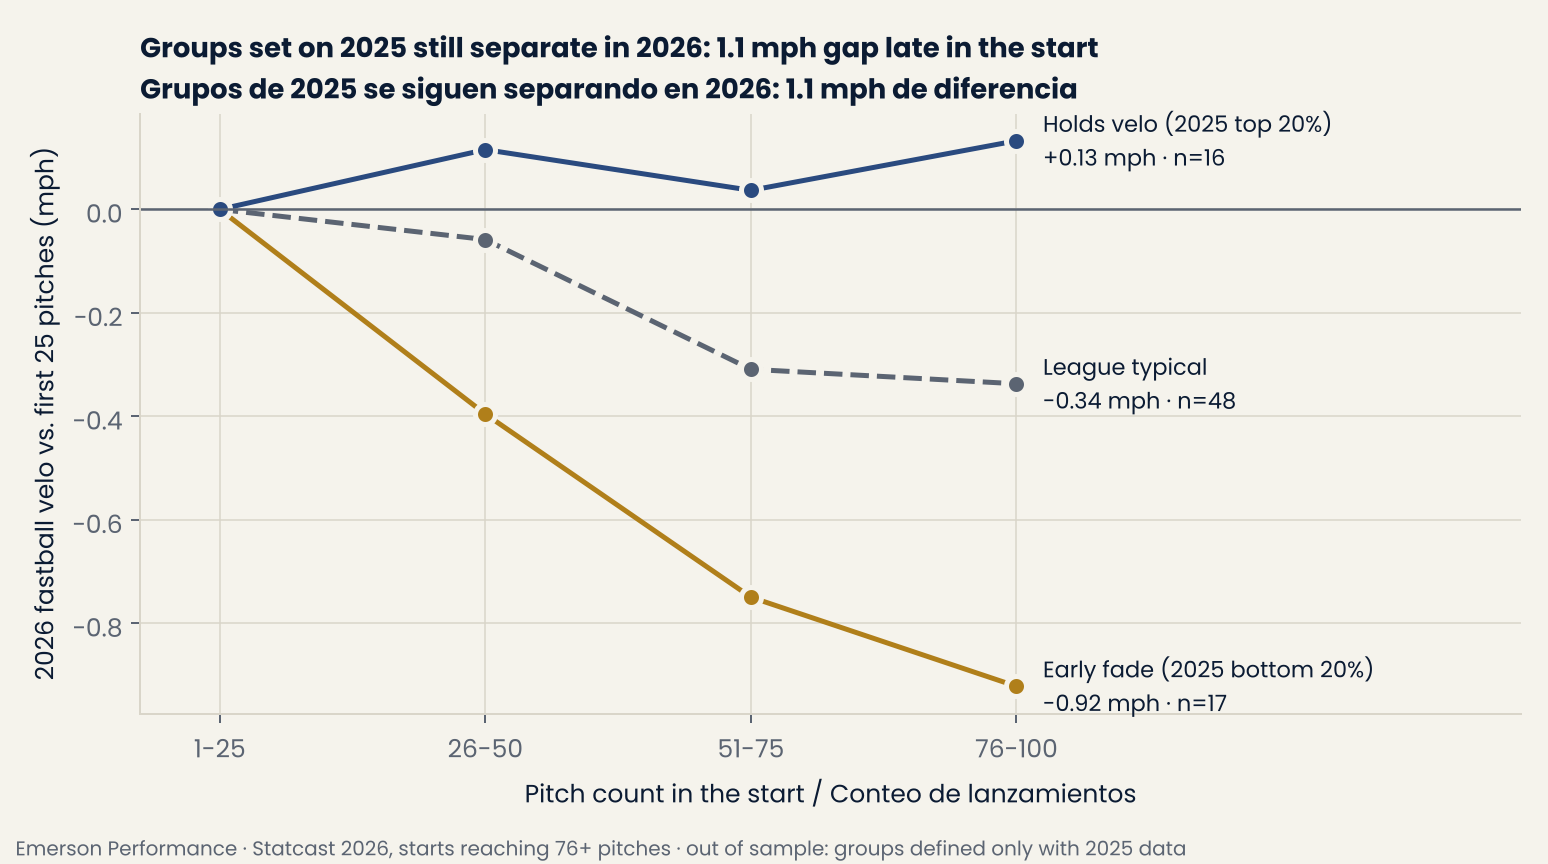 Groups set on 2025 still separate in 2026: 1.1 mph gap late in the start
Grupos de 2025 se siguen separando en 2026: 1.1 mph de diferencia
2026 fastball velo vs. first 25 pitches (mph)
0.0
−0.2
−0.4
−0.6
−0.8
Holds velo (2025 top 20%)
+0.13 mph · n=16
League typical
-0.34 mph · n=48
Early fade (2025 bottom 20%)
-0.92 mph · n=17
1–25
26–50
51–75
76–100
Pitch count in the start / Conteo de lanzamientos
Emerson Performance · Statcast 2026, starts reaching 76+ pitches · out of sample: groups defined only with 2025 data